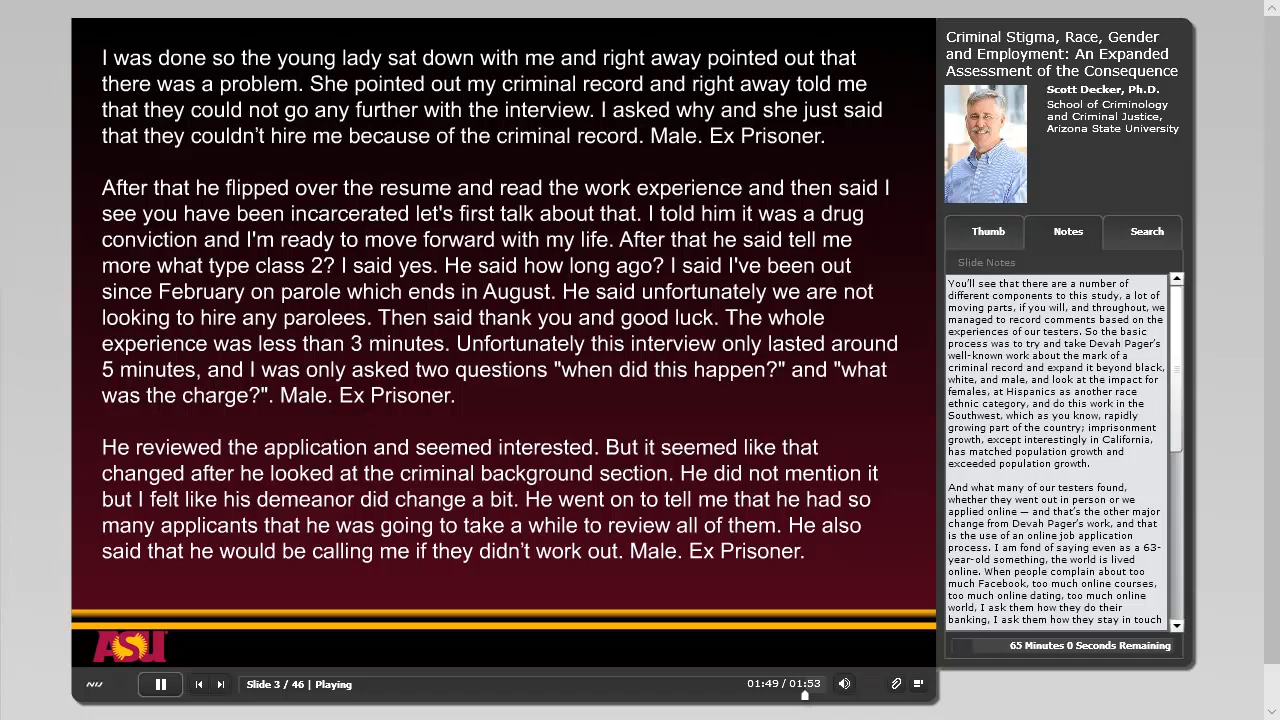 I was done so the young lady sat down with me and right away pointed out that
there was a problem. She pointed out my criminal record and right away told me
that they could not go any further with the interview. I asked why and she just said
that they couldn't hire me because of the criminal record. Male. Ex Prisoner.
After that he flipped over the resume and read the work experience and then said I
see you have been incarcerated let's first talk about that. I told him it was a drug
conviction and I'm ready to move forward with my life. After that he said tell me
more what type class 2? I said yes. He said how long ago? I said I've been out
since February on parole which ends in August. He said unfortunately we are not
looking to hire any parolees. Then said thank you and good luck. The whole
experience was less than 3 minutes. Unfortunately this interview only lasted around
5 minutes, and I was only asked two questions "when did this happen?" and "what
was the charge?". Male. Ex Prisoner.
He reviewed the application and seemed interested. But it seemed like that
changed after he looked at the criminal background section. He did not mention it
but I felt like his demeanor did change a bit. He went on to tell me that he had so
many applicants that he was going to take a while to review all of them. He also
said that he would be calling me if they didn't work out. Male. Ex Prisoner.
ASU
NIJ
Slide 3 / 46 | Playing
01:49 / 01:53
Criminal Stigma, Race, Gender
and Employment: An Expanded
Assessment of the Consequence
Scott Decker, Ph.D.
School of Criminology
and Criminal Justice,
Arizona State University
Thumb
Notes
Search
Slide Notes
You'll see that there are a number of
different components to this study, a lot of
moving parts, if you will, and throughout, we
managed to record comments based on the
experiences of our testers. So the basic
process was to try and take Devah Pager's
well-known work about the mark of a
criminal record and expand it beyond black,
white, and male, and look at the impact for
females, at Hispanics as another race
ethnic category, and do this work in the
Southwest, which as you know, rapidly
growing part of the country; imprisonment
growth, except interestingly in California,
has matched population growth and
exceeded population growth.
And what many of our testers found,
whether they went out in person or we
applied online — and that's the other major
change from Devah Pager's work, and that
is the use of an online job application
process. I am fond of saying even as a 63-
year-old something, the world is lived
online. When people complain about too
much Facebook, too much online courses,
too much online dating, too much online
world, I ask them how they do their
banking, I ask them how they stay in touch
65 Minutes 0 Seconds Remaining